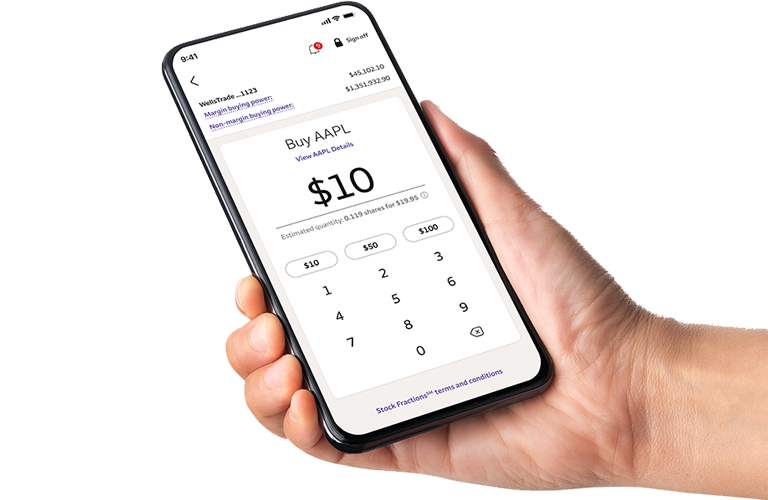 9:41
9
Sign off
WellsTrade ...1123
Margin buying power: $45,102.10
Non-margin buying power: $1,351,932.90
Buy AAPL
View AAPL Details
$10
Estimated quantity: 0.119 shares for $19.95
$10 $50 $100
1 2 3
4 5 6
7 8 9
0
Stock Fractions℠ terms and conditions